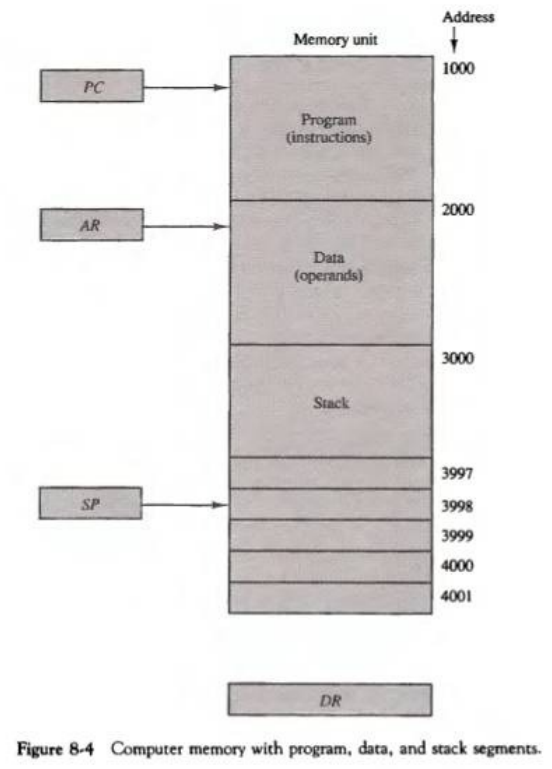 Address
Memory unit
1000
PC
Program
(instructions)
2000
AR
Data
(operands)
3000
Stack
3997
SP
3998
3999
4000
4001
DR
Figure 8-4 Computer memory with program, data, and stack segments.